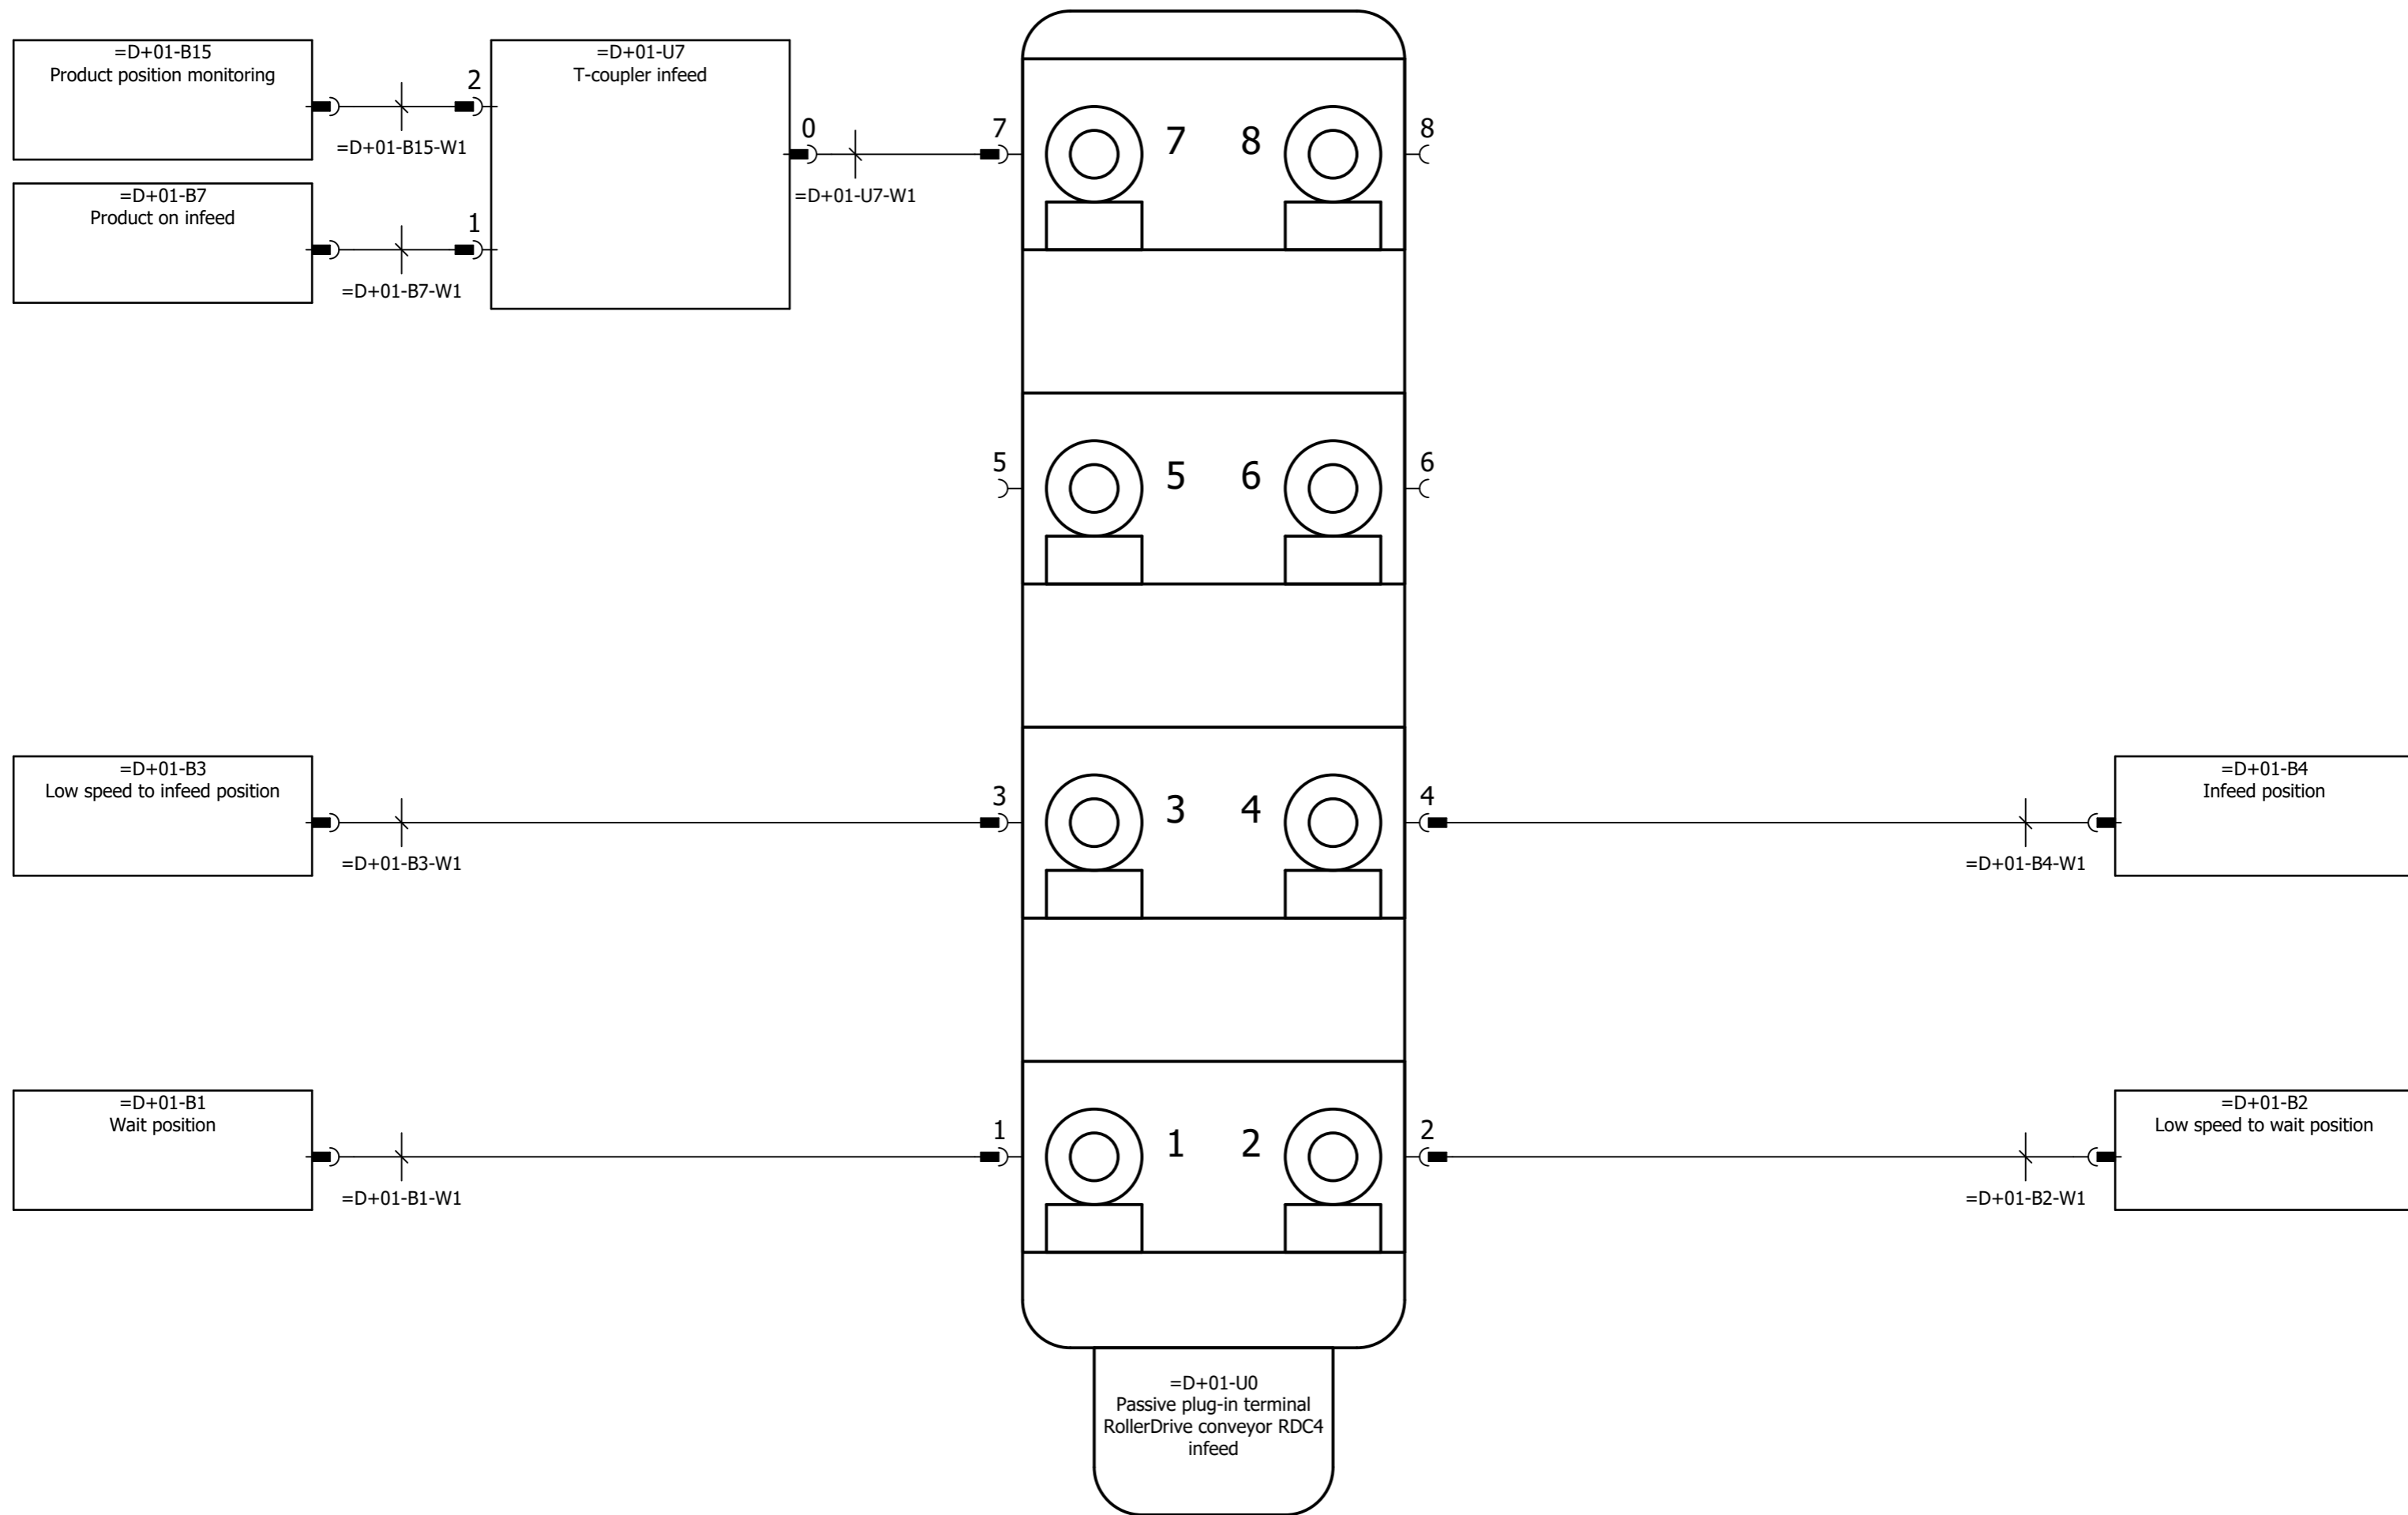 =D+01-B15
Product position monitoring
=D+01-U7
T-coupler infeed
2
=D+01-B15-W1
0
7
7 8
8
=D+01-U7-W1
=D+01-B7
Product on infeed
1
=D+01-B7-W1
5
5 6
6
=D+01-B3
Low speed to infeed position
=D+01-B3-W1
3
3 4
4
=D+01-B4
Infeed position
=D+01-B4-W1
=D+01-B1
Wait position
=D+01-B1-W1
1
1 2
2
=D+01-B2
Low speed to wait position
=D+01-B2-W1
=D+01-U0
Passive plug-in terminal
RollerDrive conveyor RDC4
infeed